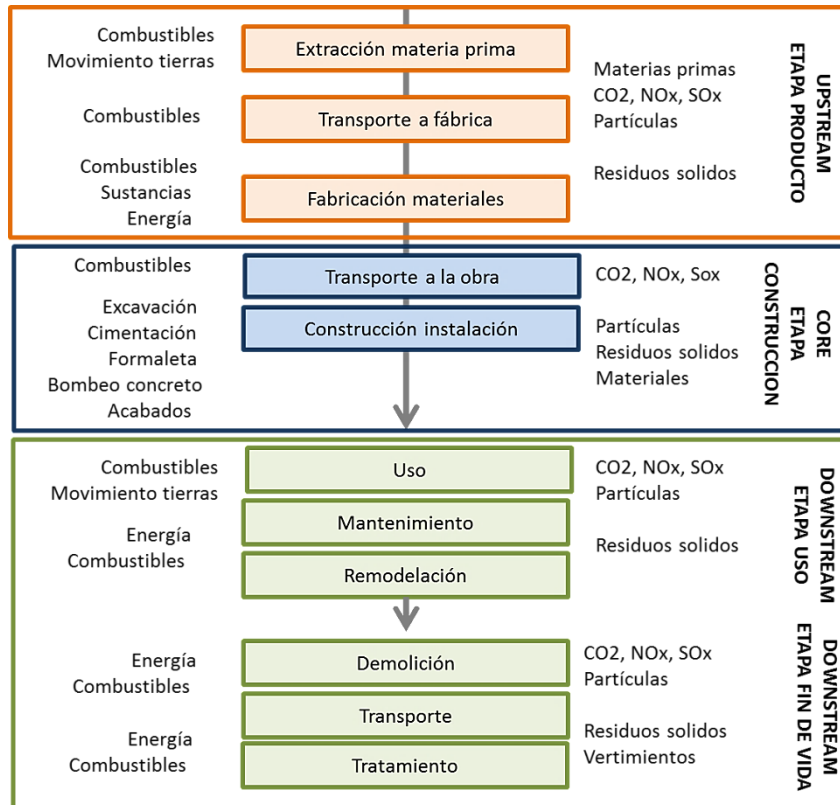 Combustibles
Movimiento tierras
Extracción materia prima
Materias primas
CO2, NOx, SOx
Partículas
Combustibles
Transporte a fábrica
Combustibles
Sustancias
Energía
Fabricación materiales
Residuos solidos
UPSTREAM
ETAPA PRODUCTO
Combustibles
Transporte a la obra
CO2, NOx, Sox
Excavación
Cimentación
Formaleta
Bombeo concreto
Acabados
Construcción instalación
Partículas
Residuos solidos
Materiales
CORE
ETAPA
CONSTRUCCION
Combustibles
Movimiento tierras
Uso
CO2, NOx, SOx
Partículas
Energía
Combustibles
Mantenimiento
Residuos solidos
Remodelación
DOWNSTREAM
ETAPA USO
Energía
Combustibles
Demolición
CO2, NOx, SOx
Partículas
Transporte
Energía
Combustibles
Tratamiento
Residuos solidos
Vertimientos
DOWNSTREAM
ETAPA FIN DE VIDA